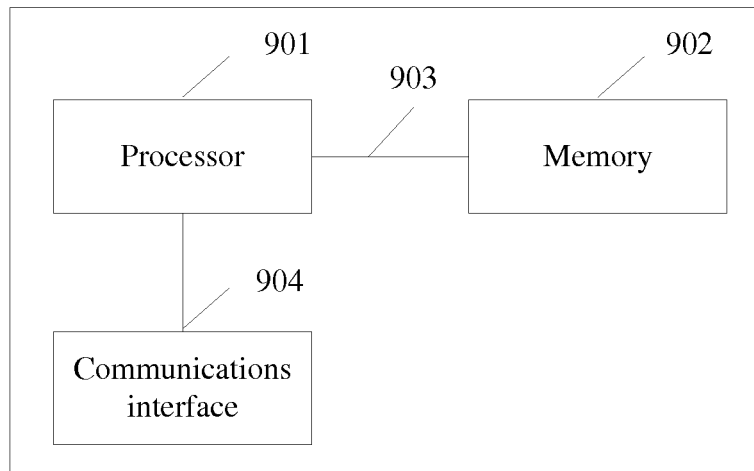 901
902
903
Processor
Memory
904
Communications
interface